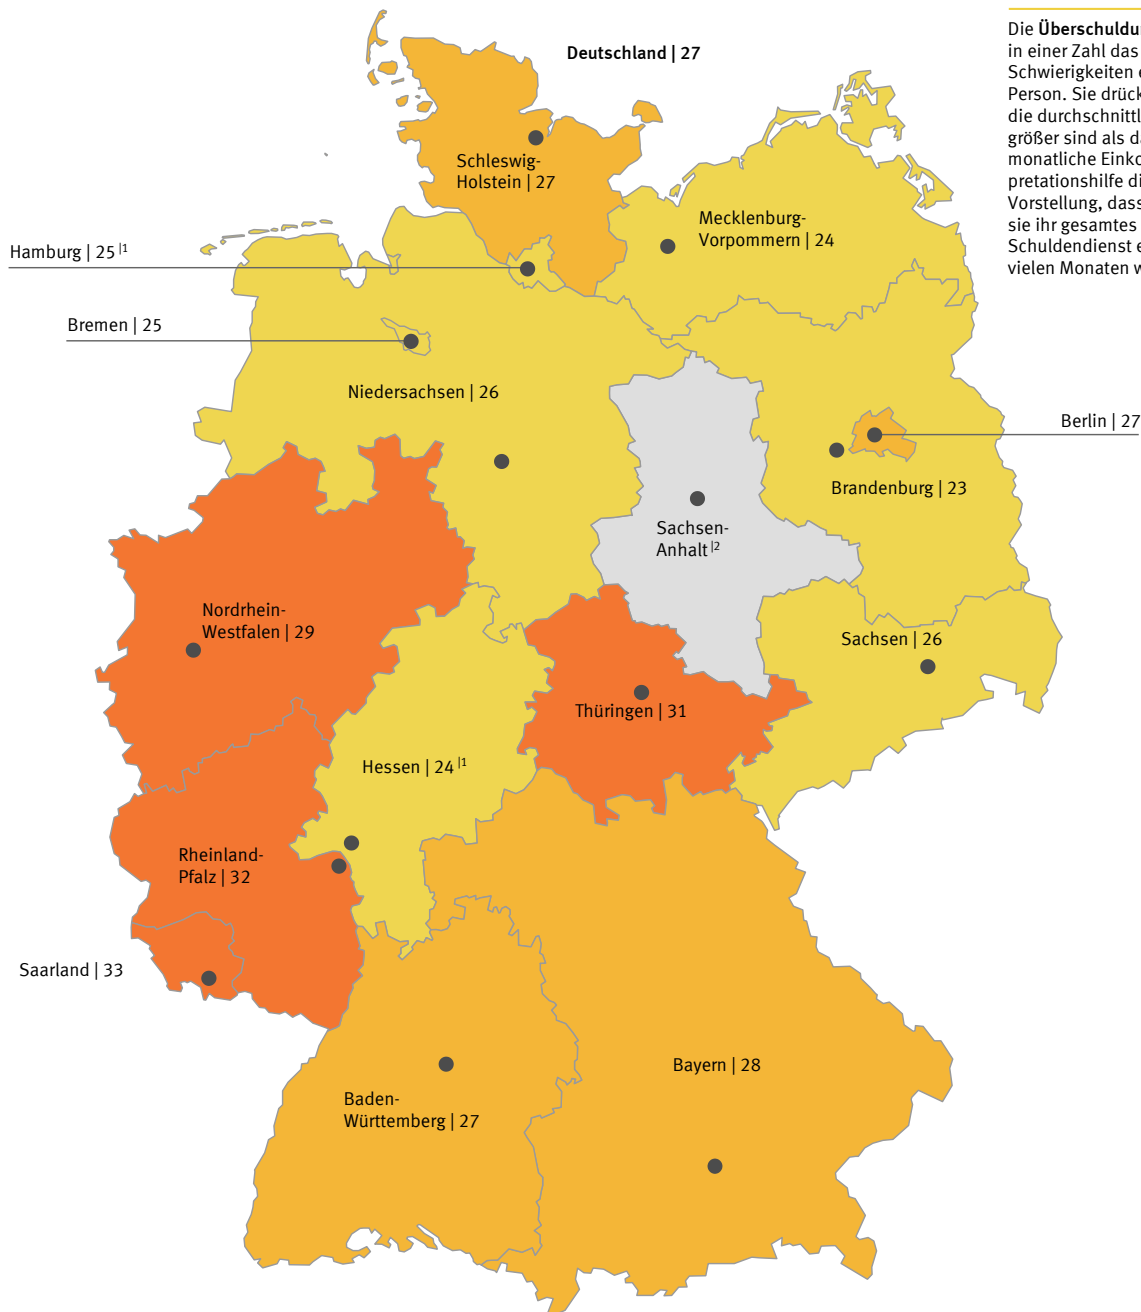 Deutschland | 27
Die Überschuldu
in einer Zahl das
Schwierigkeiten e
Person. Sie drück
die durchschnittl
größer sind als da
monatliche Einko
pretationshilfe di
Vorstellung, dass
sie ihr gesamtes
Schuldendienst e
vielen Monaten w
Schleswig-
Holstein | 27
Mecklenburg-
Vorpommern | 24
Hamburg | 25 |1
Bremen | 25
Niedersachsen | 26
Berlin | 27
Brandenburg | 23
Sachsen-
Anhalt |2
Nordrhein-
Westfalen | 29
Sachsen | 26
Thüringen | 31
Hessen | 24 |1
Rheinland-
Pfalz | 32
Saarland | 33
Bayern | 28
Baden-
Württemberg | 27